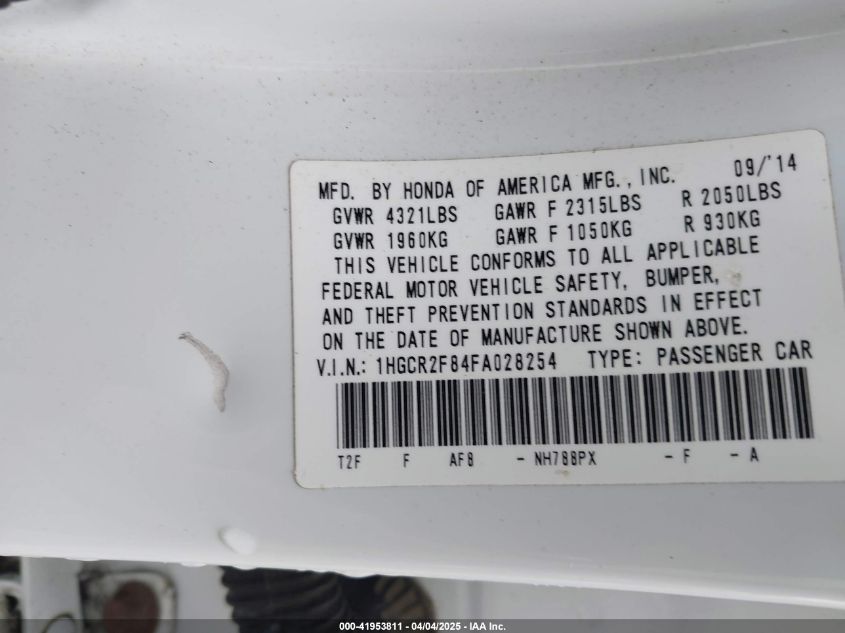 09/'14
MFD. BY HONDA OF AMERICA MFG., INC.
GVWR 4321LBS GAWR F 2315LBS R 2050LBS
GVWR 1960KG GAWR F 1050KG R 930KG
THIS VEHICLE CONFORMS TO ALL APPLICABLE
FEDERAL MOTOR VEHICLE SAFETY, BUMPER,
AND THEFT PREVENTION STANDARDS IN EFFECT
ON THE DATE OF MANUFACTURE SHOWN ABOVE.
V.I.N.: 1HGCR2F84FA028254 TYPE: PASSENGER CAR
T2F F AF8 - NH788PX - F - A
000-41953811 - 04/04/2025 - IAA Inc.